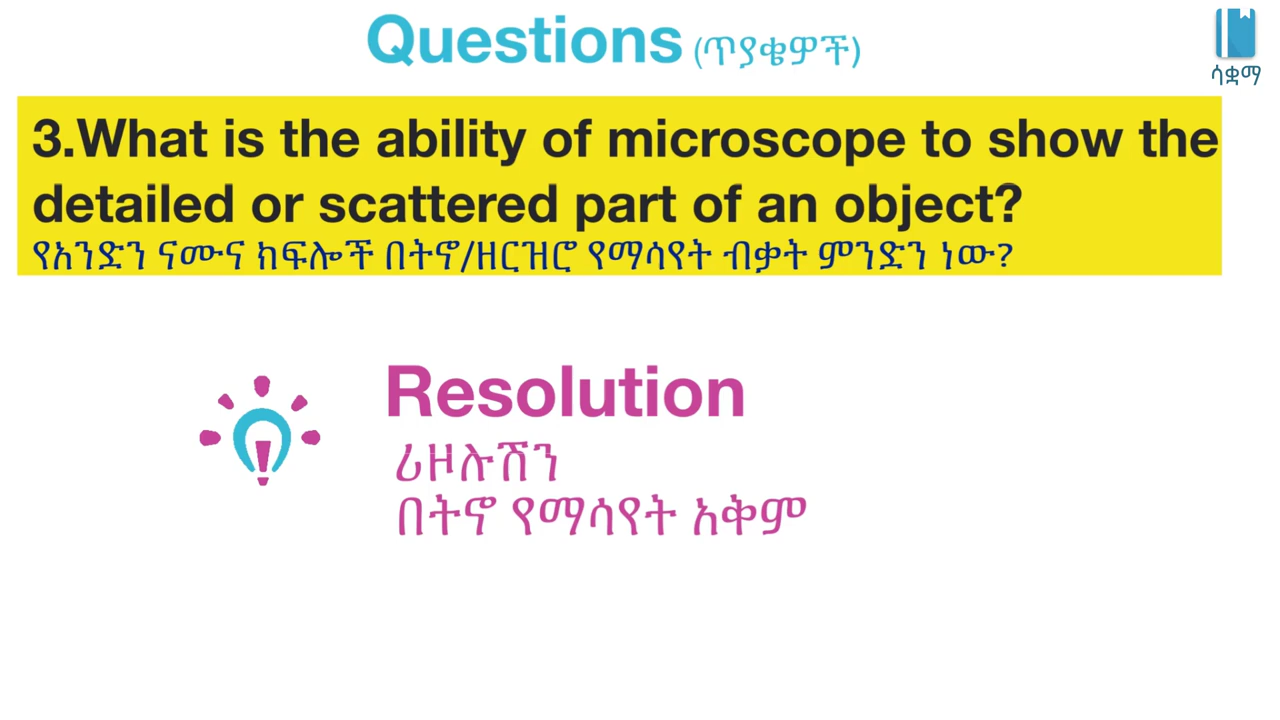 Questions (ጥያቄዎች)
ሳቋማ
3.What is the ability of microscope to show the
detailed or scattered part of an object?
የአንድን ናሙና ክፍሎች በትኖ/ዘርዝሮ የማሳየት ብቃት ምንድን ነው?
Resolution
ሪዞሉሽን
በትኖ የማሳየት አቅም